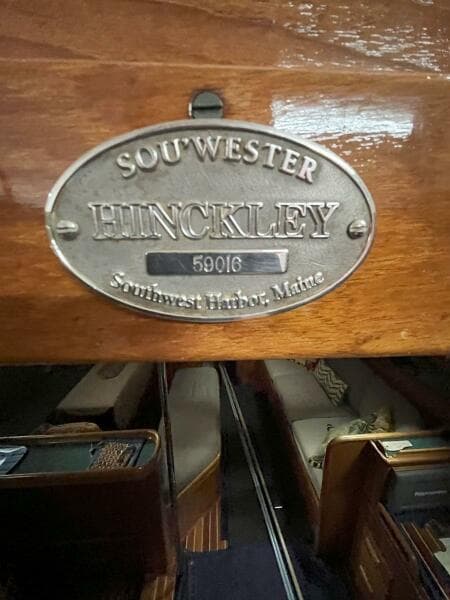 SOU'WESTER
HINCKLEY
59016
Southwest Harbor, Maine